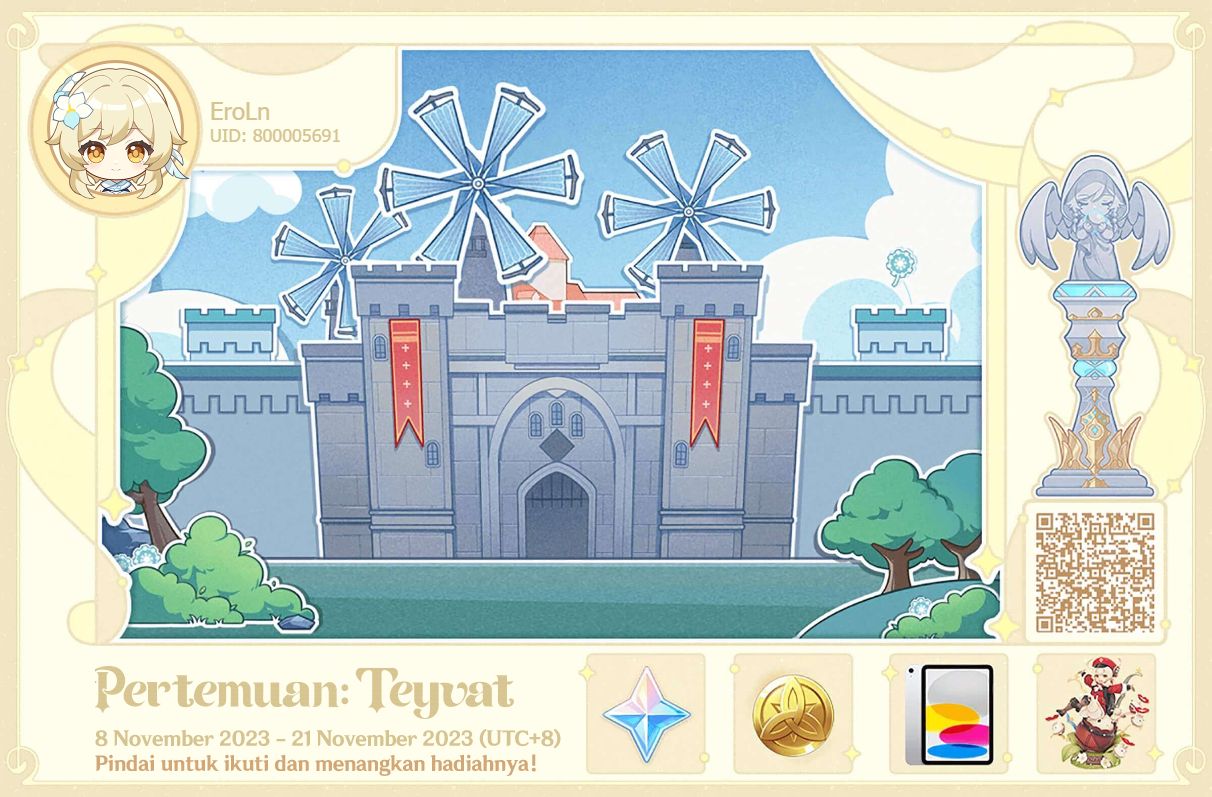 EroLn
UID: 800005691
Pertemuan: Teyvat
8 November 2023 - 21 November 2023 (UTC+8)
Pindai untuk ikuti dan menangkan hadiahnya!